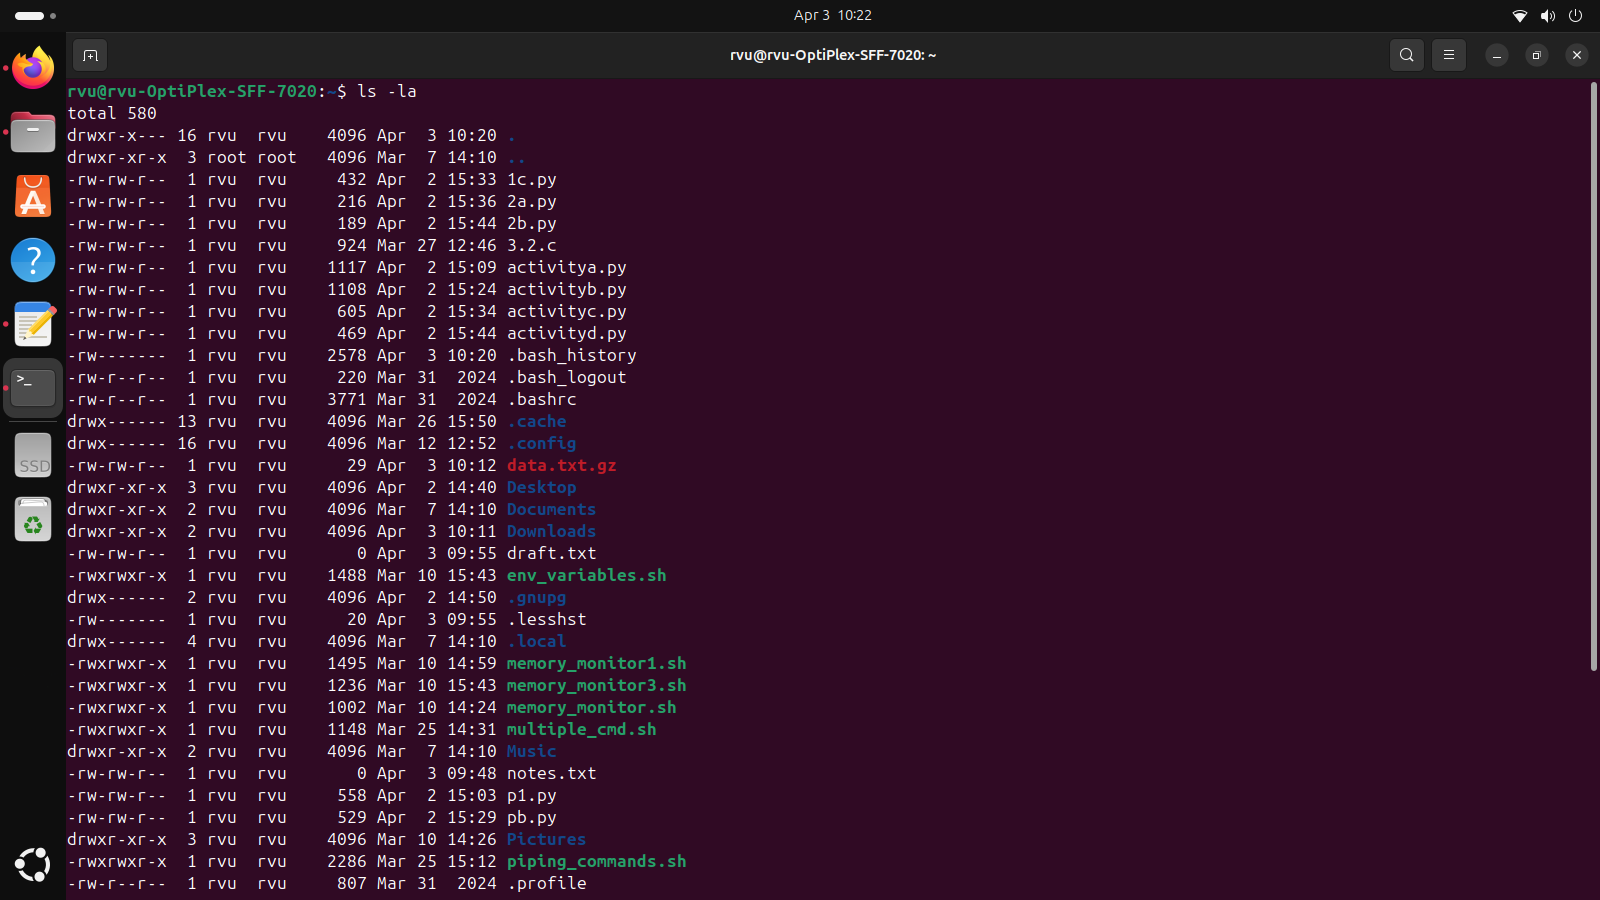 Apr 3 10:22
rvu@rvu-OptiPlex-SFF-7020: ~
rvu@rvu-OptiPlex-SFF-7020:~$ ls -la
total 580
drwxr-x--- 16 rvu  rvu    4096 Apr  3 10:20 .
drwxr-xr-x  3 root root   4096 Mar  7 14:10 ..
-rw-rw-r--  1 rvu  rvu     432 Apr  2 15:33 1c.py
-rw-rw-r--  1 rvu  rvu     216 Apr  2 15:36 2a.py
-rw-rw-r--  1 rvu  rvu     189 Apr  2 15:44 2b.py
-rw-rw-r--  1 rvu  rvu     924 Mar 27 12:46 3.2.c
-rw-rw-r--  1 rvu  rvu    1117 Apr  2 15:09 activitya.py
-rw-rw-r--  1 rvu  rvu    1108 Apr  2 15:24 activityb.py
-rw-rw-r--  1 rvu  rvu     605 Apr  2 15:34 activityc.py
-rw-rw-r--  1 rvu  rvu     469 Apr  2 15:44 activityd.py
-rw-------  1 rvu  rvu    2578 Apr  3 10:20 .bash_history
-rw-r--r--  1 rvu  rvu     220 Mar 31  2024 .bash_logout
-rw-r--r--  1 rvu  rvu    3771 Mar 31  2024 .bashrc
drwx------ 13 rvu  rvu    4096 Mar 26 15:50 .cache
drwx------ 16 rvu  rvu    4096 Mar 12 12:52 .config
-rw-rw-r--  1 rvu  rvu      29 Apr  3 10:12 data.txt.gz
drwxr-xr-x  3 rvu  rvu    4096 Apr  2 14:40 Desktop
drwxr-xr-x  2 rvu  rvu    4096 Mar  7 14:10 Documents
drwxr-xr-x  2 rvu  rvu    4096 Apr  3 10:11 Downloads
-rw-rw-r--  1 rvu  rvu       0 Apr  3 09:55 draft.txt
-rwxrwxr-x  1 rvu  rvu    1488 Mar 10 15:43 env_variables.sh
drwx------  2 rvu  rvu    4096 Apr  2 14:50 .gnupg
-rw-------  1 rvu  rvu      20 Apr  3 09:55 .lesshst
drwx------  4 rvu  rvu    4096 Mar  7 14:10 .local
-rwxrwxr-x  1 rvu  rvu    1495 Mar 10 14:59 memory_monitor1.sh
-rwxrwxr-x  1 rvu  rvu    1236 Mar 10 15:43 memory_monitor3.sh
-rwxrwxr-x  1 rvu  rvu    1002 Mar 10 14:24 memory_monitor.sh
-rwxrwxr-x  1 rvu  rvu    1148 Mar 25 14:31 multiple_cmd.sh
drwxr-xr-x  2 rvu  rvu    4096 Mar  7 14:10 Music
-rw-rw-r--  1 rvu  rvu       0 Apr  3 09:48 notes.txt
-rw-rw-r--  1 rvu  rvu     558 Apr  2 15:03 p1.py
-rw-rw-r--  1 rvu  rvu     529 Apr  2 15:29 pb.py
drwxr-xr-x  3 rvu  rvu    4096 Mar 10 14:26 Pictures
-rwxrwxr-x  1 rvu  rvu    2286 Mar 25 15:12 piping_commands.sh
-rw-r--r--  1 rvu  rvu     807 Mar 31  2024 .profile
SSD